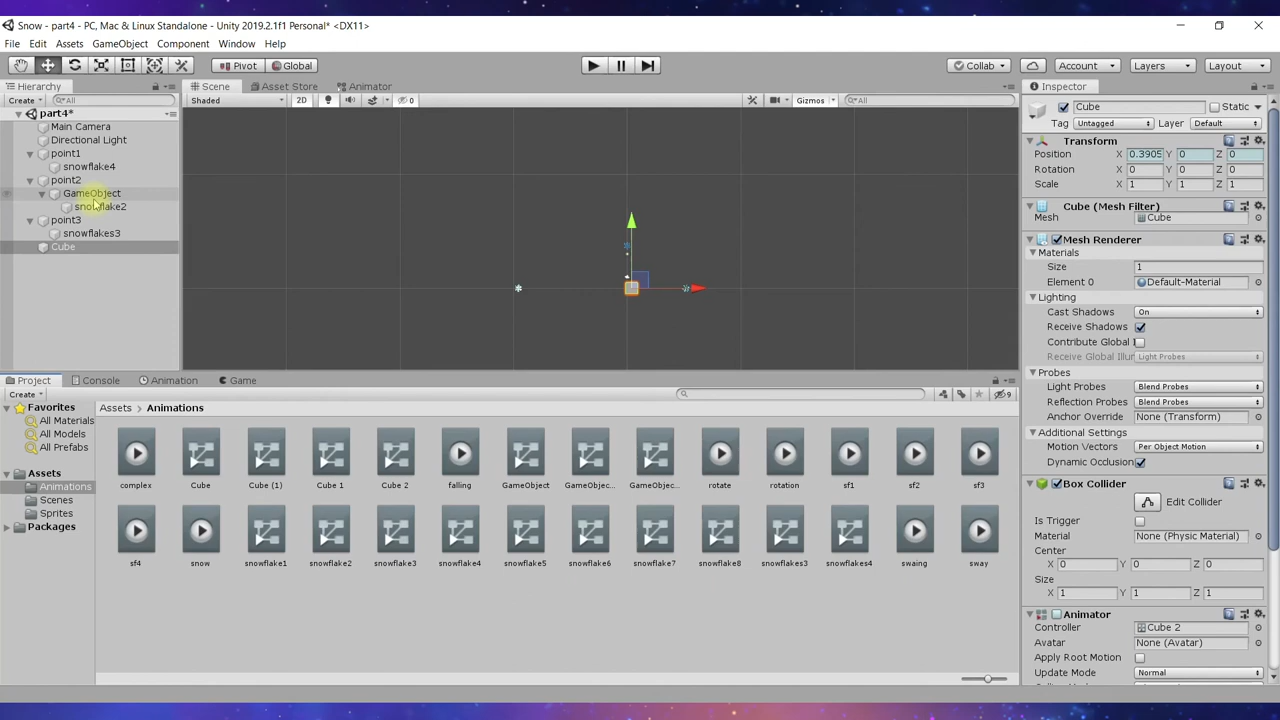 Snow - part4 - PC, Mac & Linux Standalone - Unity 2019.2.1f1 Personal* <DX11>
File Edit Assets GameObject Component Window Help
Pivot Global Collab Account Layers Layout
Hierarchy Scene Asset Store Animator Inspector
Create All Shaded 2D 0 Gizmos All Cube Static
part4*
Tag Untagged Layer Default
Main Camera
Directional Light
Transform
point1
Position X 0.3905 Y 0 Z 0
snowflake4
Rotation X 0 Y 0 Z 0
point2
Scale X 1 Y 1 Z 1
GameObject
snowflake2
Cube (Mesh Filter)
point3
Mesh Cube
snowflakes3
Mesh Renderer
Cube
Materials
Size 1
Element 0 Default-Material
Lighting
Cast Shadows On
Receive Shadows
Contribute Global I
Receive Global Illur Light Probes
Probes
Light Probes Blend Probes
Reflection Probes Blend Probes
Anchor Override None (Transform)
Additional Settings
Motion Vectors Per Object Motion
Dynamic Occlusion
Box Collider
Edit Collider
Is Trigger
Material None (Physic Material)
Center
X 0 Y 0 Z 0
Size
X 1 Y 1 Z 1
Animator
Controller Cube 2
Avatar None (Avatar)
Apply Root Motion
Update Mode Normal
Project Console Animation Game
Create 9
Favorites Assets Animations
All Materials
All Models
All Prefabs
Assets
Animations
Scenes
Sprites
Packages
complex Cube Cube (1) Cube 1 Cube 2 falling GameObject GameObjec... GameObjec... rotate rotation sf1 sf2 sf3
sf4 snow snowflake1 snowflake2 snowflake3 snowflake4 snowflake5 snowflake6 snowflake7 snowflake8 snowflakes3 snowflakes4 swaing sway